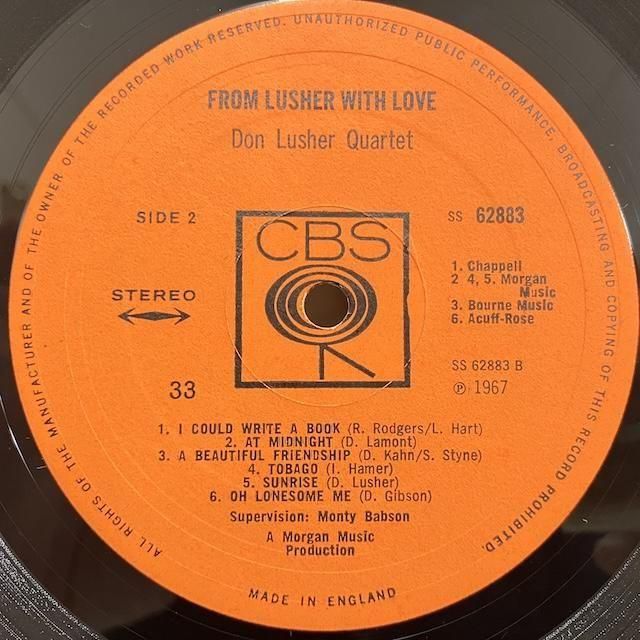 ALL RIGHTS OF THE MANUFACTURER AND OF THE OWNER OF THE RECORDED WORK RESERVED. UNAUTHORIZED PUBLIC PERFORMANCE, BROADCASTING AND COPYING OF THIS RECORD PROHIBITED.
FROM LUSHER WITH LOVE
Don Lusher Quartet
SIDE 2
SS 62883
CBS
STEREO
1. Chappell
2 4, 5. Morgan
Music
3. Bourne Music
6. Acuff-Rose
33
SS 62883 B
℗ 1967
1. I COULD WRITE A BOOK (R. Rodgers/L. Hart)
2. AT MIDNIGHT (D. Lamont)
3. A BEAUTIFUL FRIENDSHIP (D. Kahn/S. Styne)
4. TOBAGO (I. Hamer)
5. SUNRISE (D. Lusher)
6. OH LONESOME ME (D. Gibson)
Supervision: Monty Babson
A Morgan Music
Production
MADE IN ENGLAND